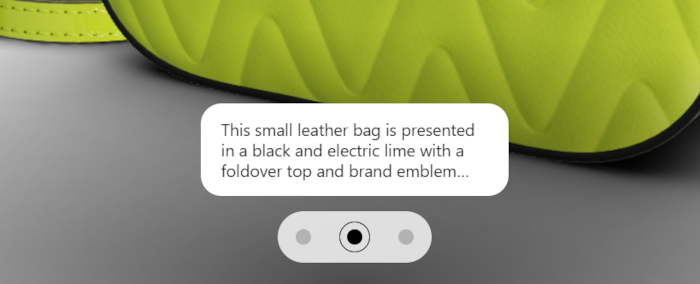 This small leather bag is presented
in a black and electric lime with a
foldover top and brand emblem...